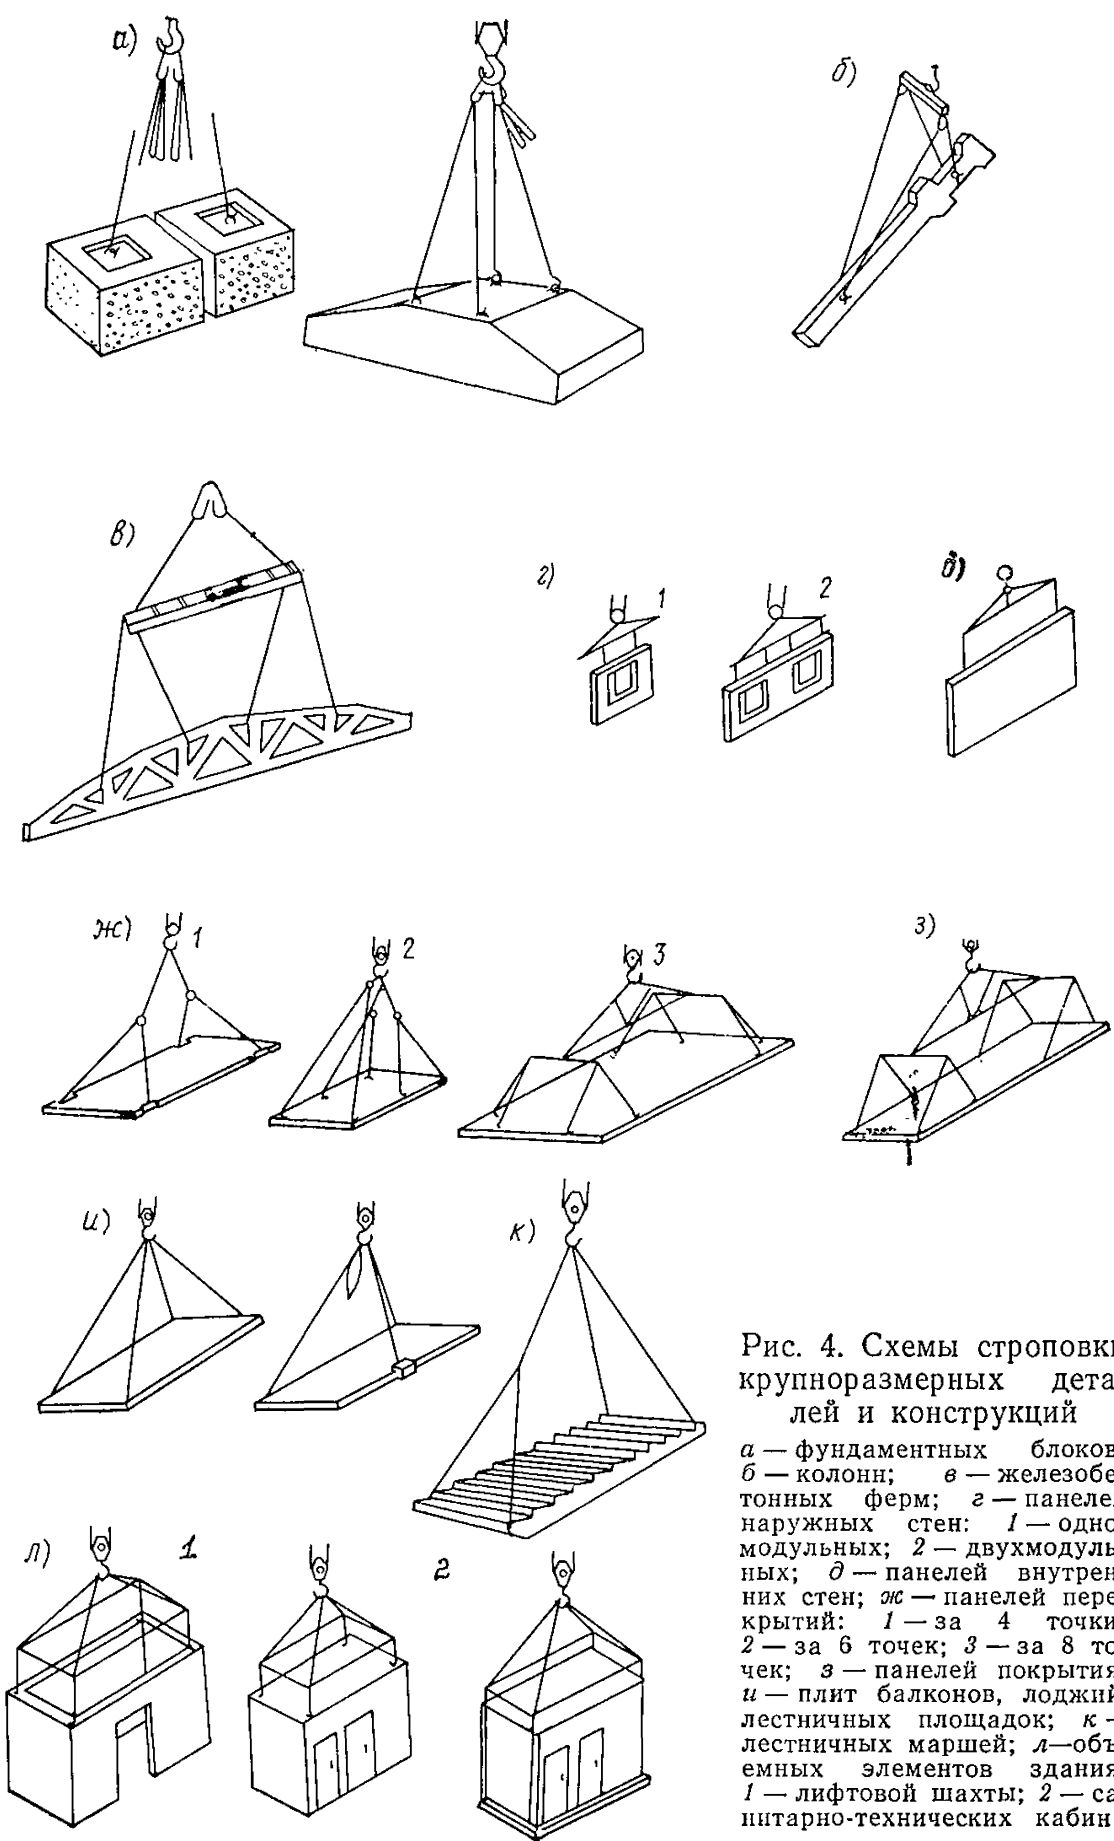 а)
б)
в)
г)
1
2
д)
ж)
1
2
3
з)
и)
к)
л)
1
2
Рис. 4. Схемы строповки
крупноразмерных дета
лей и конструкций
а — фундаментных блоков
б — колонн; в — железобе
тонных ферм; г — панеле
наружных стен: 1 — одно
модульных; 2 — двухмодуль
ных; д — панелей внутрен
них стен; ж — панелей пере
крытий: 1 — за 4 точки
2 — за 6 точек; 3 — за 8 то
чек; з — панелей покрытия
и — плит балконов, лоджий
лестничных площадок; к —
лестничных маршей; л—объ
емных элементов здания
1 — лифтовой шахты; 2 — са
нитарно-технических кабин